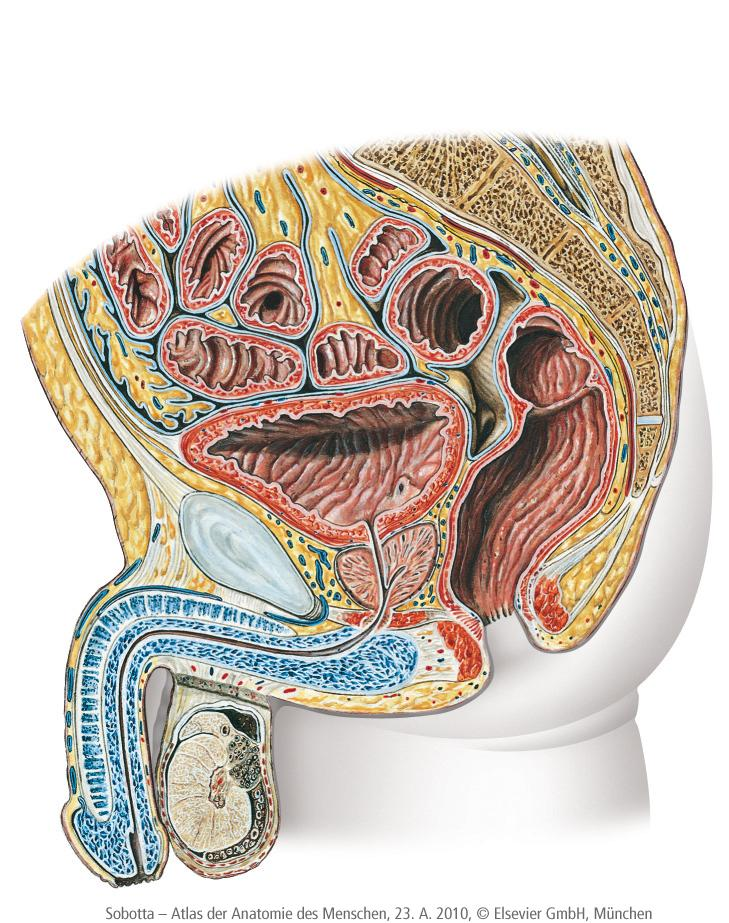 Sobotta – Atlas der Anatomie des Menschen, 23. A. 2010, © Elsevier GmbH, München